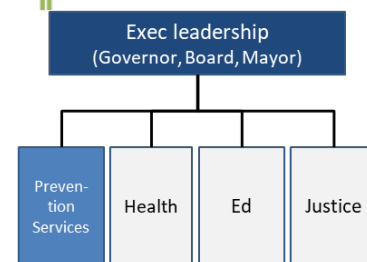 Exec leadership
(Governor, Board, Mayor)
Preven-
tion
Services
Health
Ed
Justice